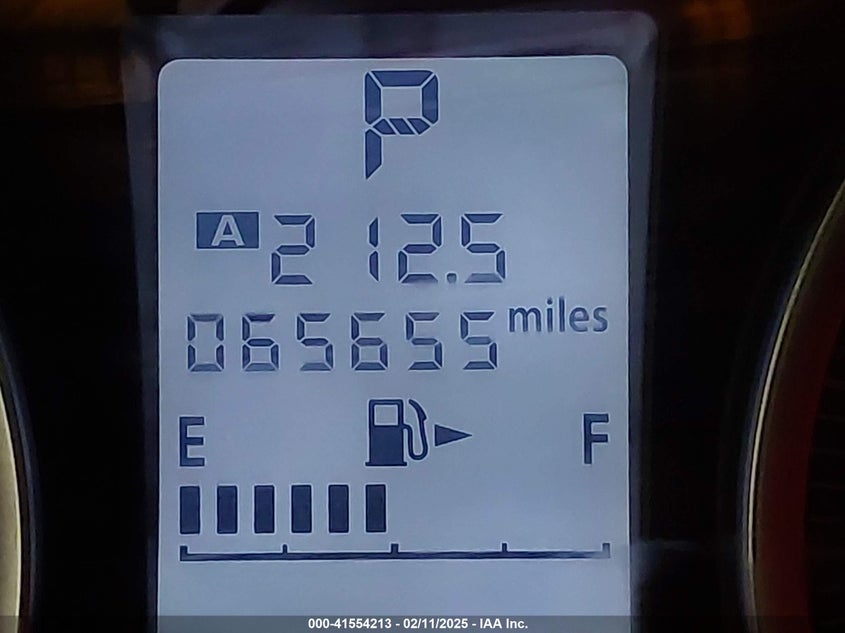 P
A 212.5
065655 miles
E F
000-41554213 - 02/11/2025 - IAA Inc.